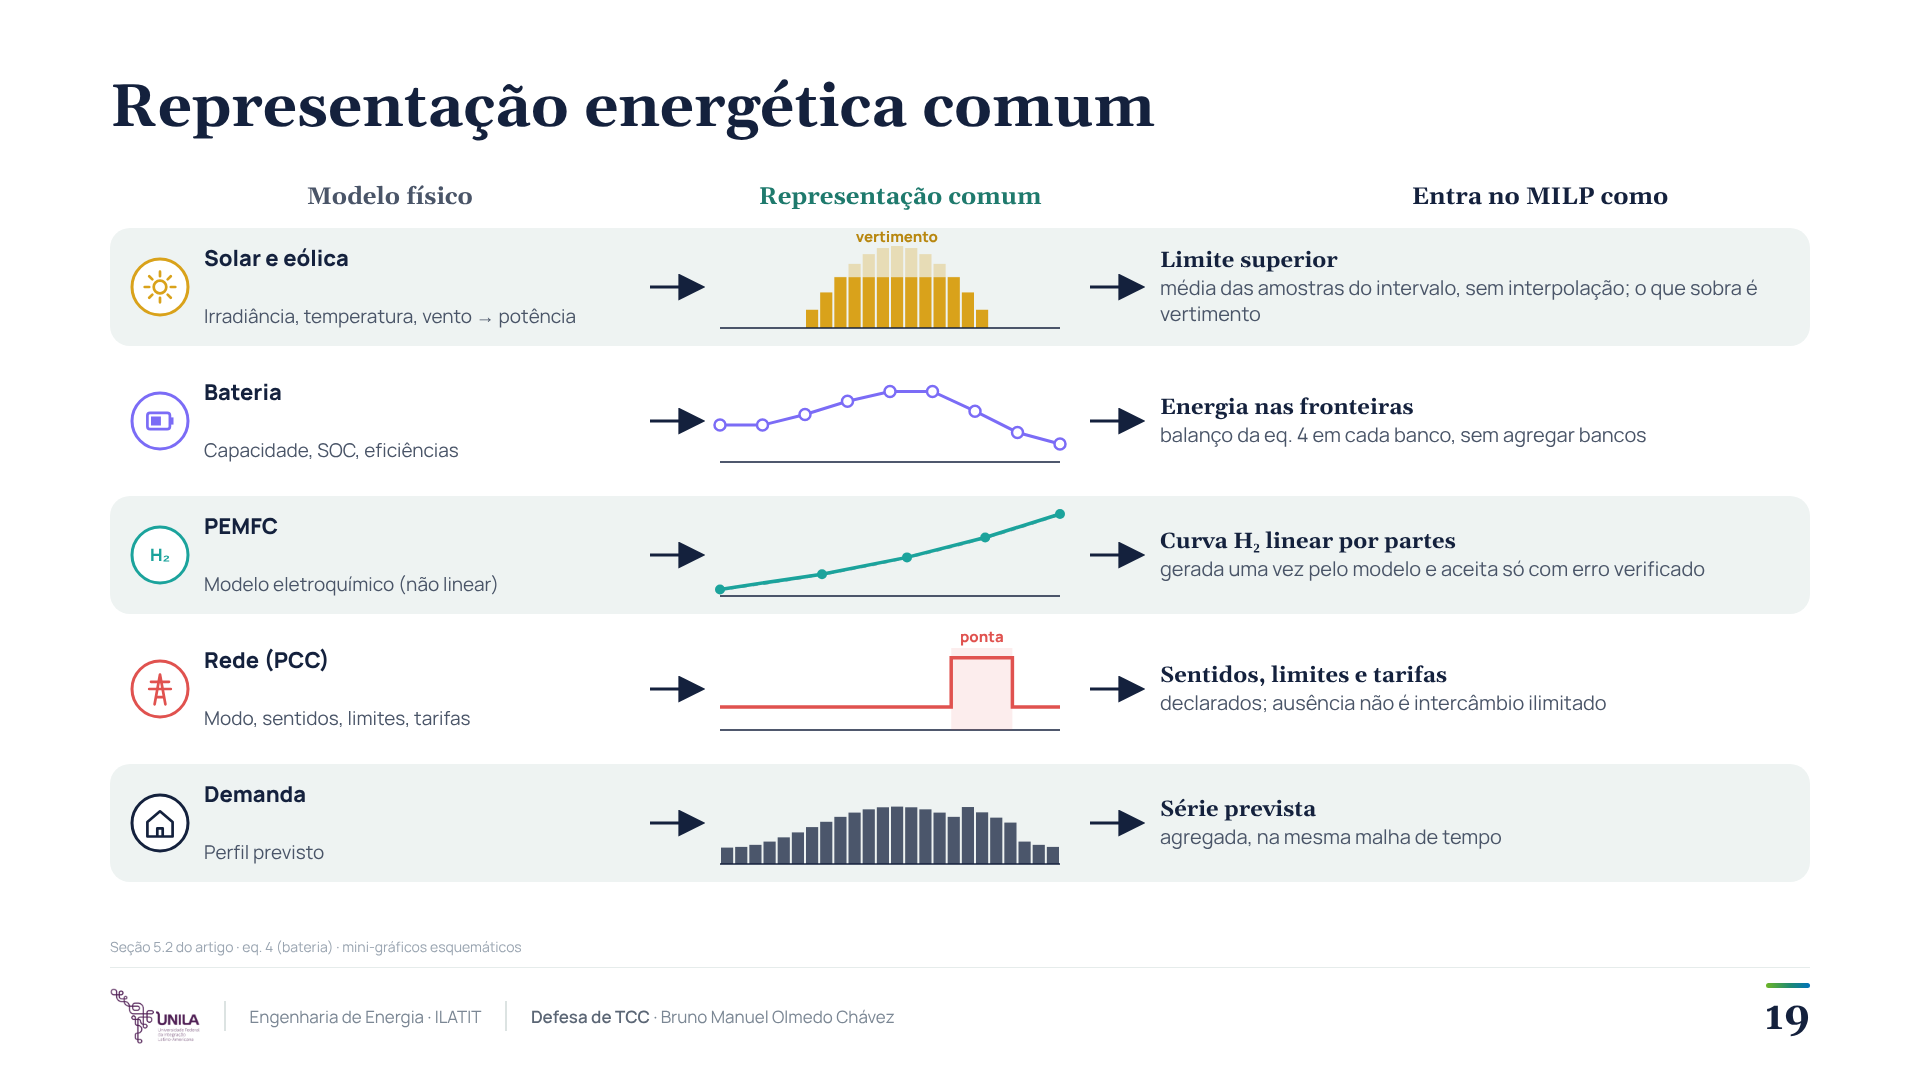 Representação energética comum
Modelo físico
Representação comum
Entra no MILP como
Solar e eólica
Irradiância, temperatura, vento → potência
vertimento
Limite superior
média das amostras do intervalo, sem interpolação; o que sobra é
vertimento
Bateria
Capacidade, SOC, eficiências
Energia nas fronteiras
balanço da eq. 4 em cada banco, sem agregar bancos
H₂
PEMFC
Modelo eletroquímico (não linear)
Curva H₂ linear por partes
gerada uma vez pelo modelo e aceita só com erro verificado
Rede (PCC)
Modo, sentidos, limites, tarifas
ponta
Sentidos, limites e tarifas
declarados; ausência não é intercâmbio ilimitado
Demanda
Perfil previsto
Série prevista
agregada, na mesma malha de tempo
Seção 5.2 do artigo · eq. 4 (bateria) · mini-gráficos esquemáticos
UNILA
Universidade Federal
da Integração
Latino-Americana
Engenharia de Energia · ILATIT
Defesa de TCC · Bruno Manuel Olmedo Chávez
19